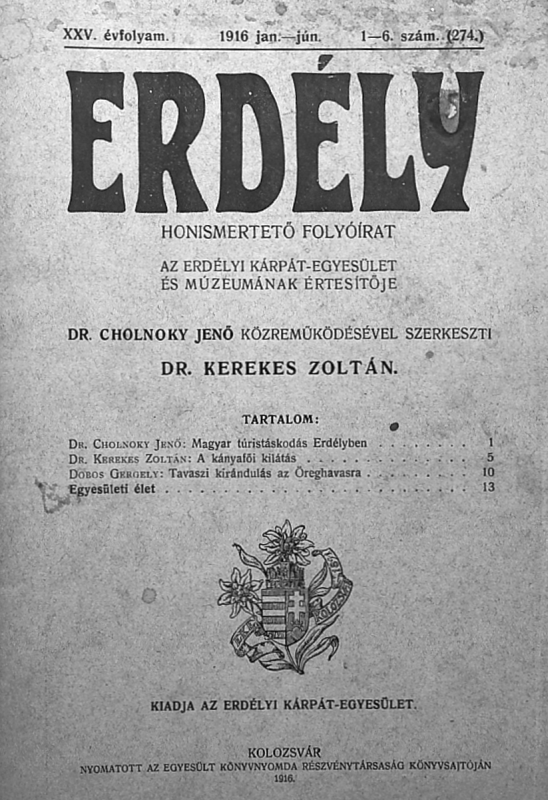 XXV. évfolyam. 1916 jan.—jún. 1—6. szám. (274.)
ERDÉLY
HONISMERTETŐ FOLYÓIRAT
AZ ERDÉLYI KÁRPÁT-EGYESÜLET
ÉS MÚZEUMÁNAK ÉRTESÍTŐJE
DR. CHOLNOKY JENŐ KÖZREMŰKÖDÉSÉVEL SZERKESZTI
DR. KEREKES ZOLTÁN.
TARTALOM:
DR. CHOLNOKY JENŐ: Magyar túristáskodás Erdélyben . . . . . . . . 1
DR. KEREKES ZOLTÁN: A kányafői kilátás . . . . . . . . . . . . . 5
DOBOS GERGELY: Tavaszi kirándulás az Öreghavasra . . . . . . . . . 10
Egyesületi élet . . . . . . . . . . . . . . . . . . . . . . . . 13
KOLOZSVÁR
KIADJA AZ ERDÉLYI KÁRPÁT-EGYESÜLET.
KOLOZSVÁR
NYOMATOTT AZ EGYESÜLT KÖNYVNYOMDA RÉSZVÉNYTÁRSASÁG KÖNYVSAJTÓJÁN
1916.